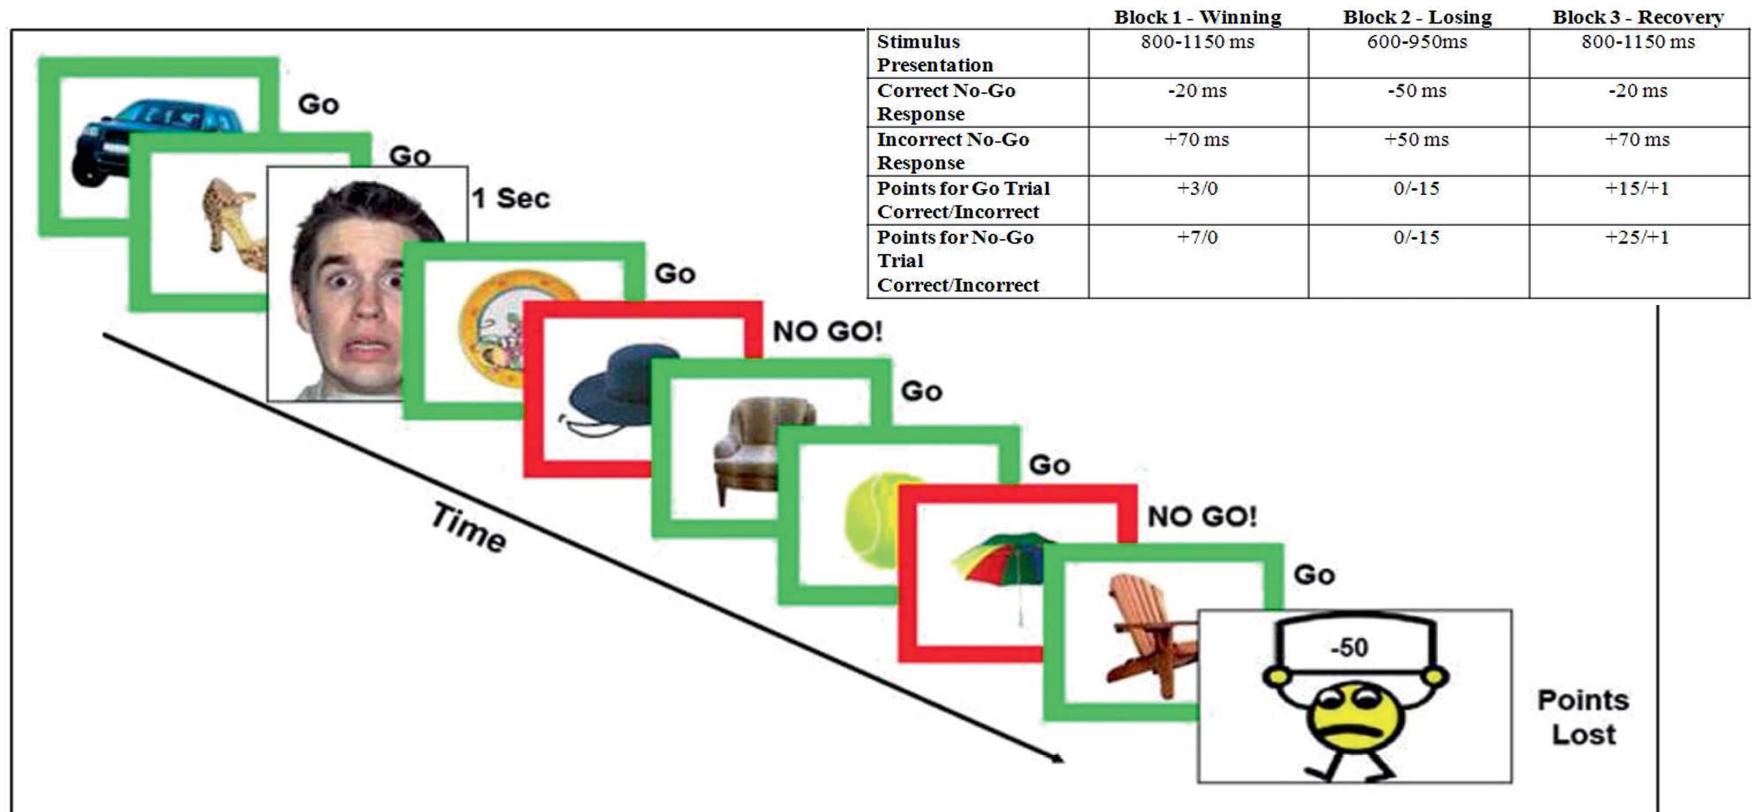 Block 1 - Winning Block 2 - Losing Block 3 - Recovery
Stimulus 800-1150 ms 600-950ms 800-1150 ms
Presentation
Correct No-Go -20 ms -50 ms -20 ms
Response
Incorrect No-Go +70 ms +50 ms +70 ms
Response
Points for Go Trial +3/0 0/-15 +15/+1
Correct/Incorrect
Points for No-Go +7/0 0/-15 +25/+1
Trial
Correct/Incorrect
Go
Go
1 Sec
Go
NO GO!
Go
Go
NO GO!
Go
Time
-50
Points
Lost